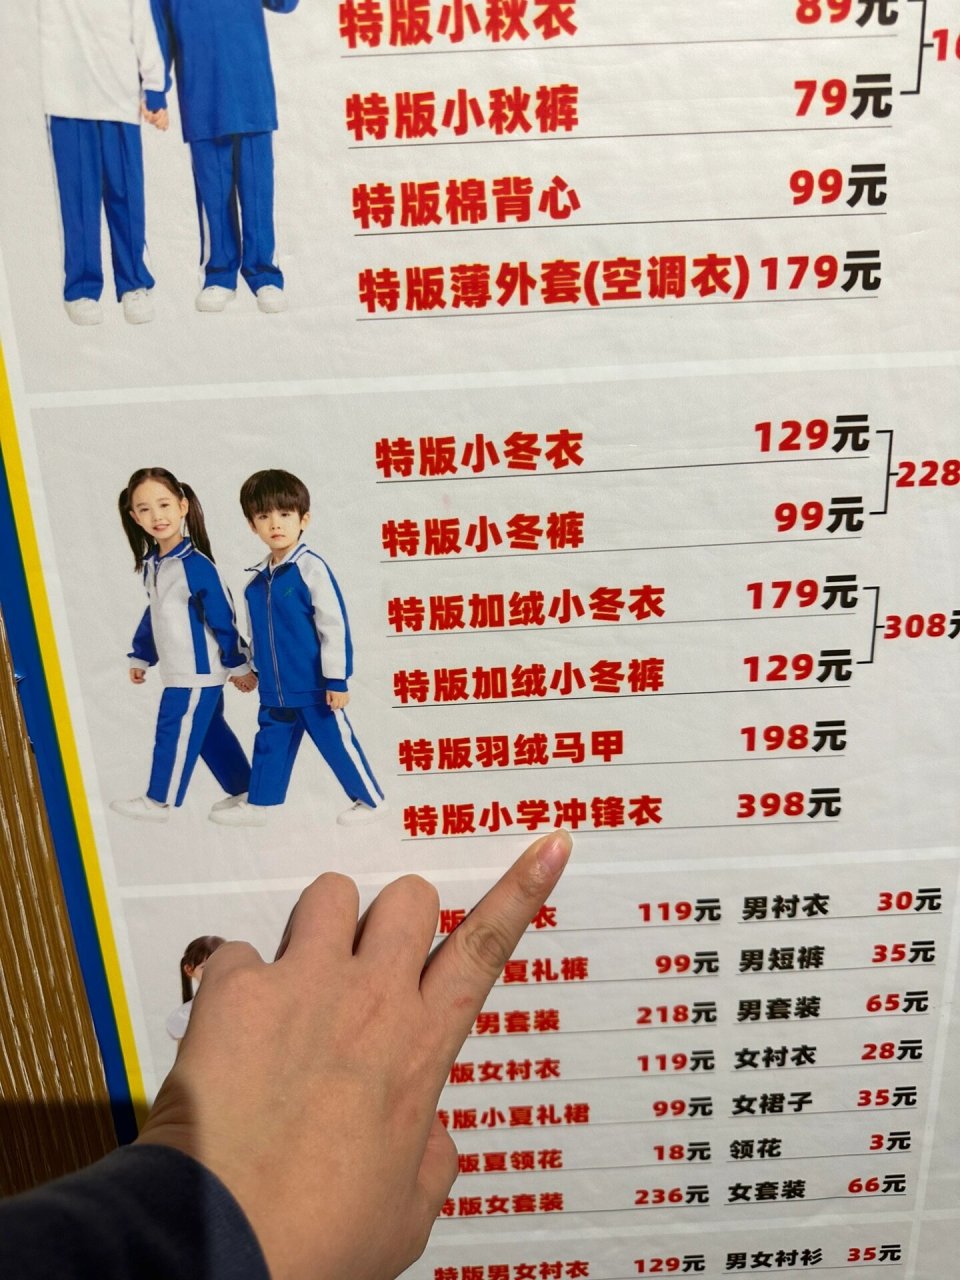 特版小秋衣 89元
特版小秋裤 79元
特版棉背心 99元
特版薄外套(空调衣) 179元
特版小冬衣 129元
228
特版小冬裤 99元
特版加绒小冬衣 179元
308元
特版加绒小冬裤 129元
特版羽绒马甲 198元
特版小学冲锋衣 398元
版 衣 119元 男衬衣 30元
夏礼裤 99元 男短裤 35元
男套装 218元 男套装 65元
版女衬衣 119元 女衬衣 28元
特版小夏礼裙 99元 女裙子 35元
版夏领花 18元 领花 3元
特版女套装 236元 女套装 66元
特版男女衬衣 129元 男女衬衫 35元